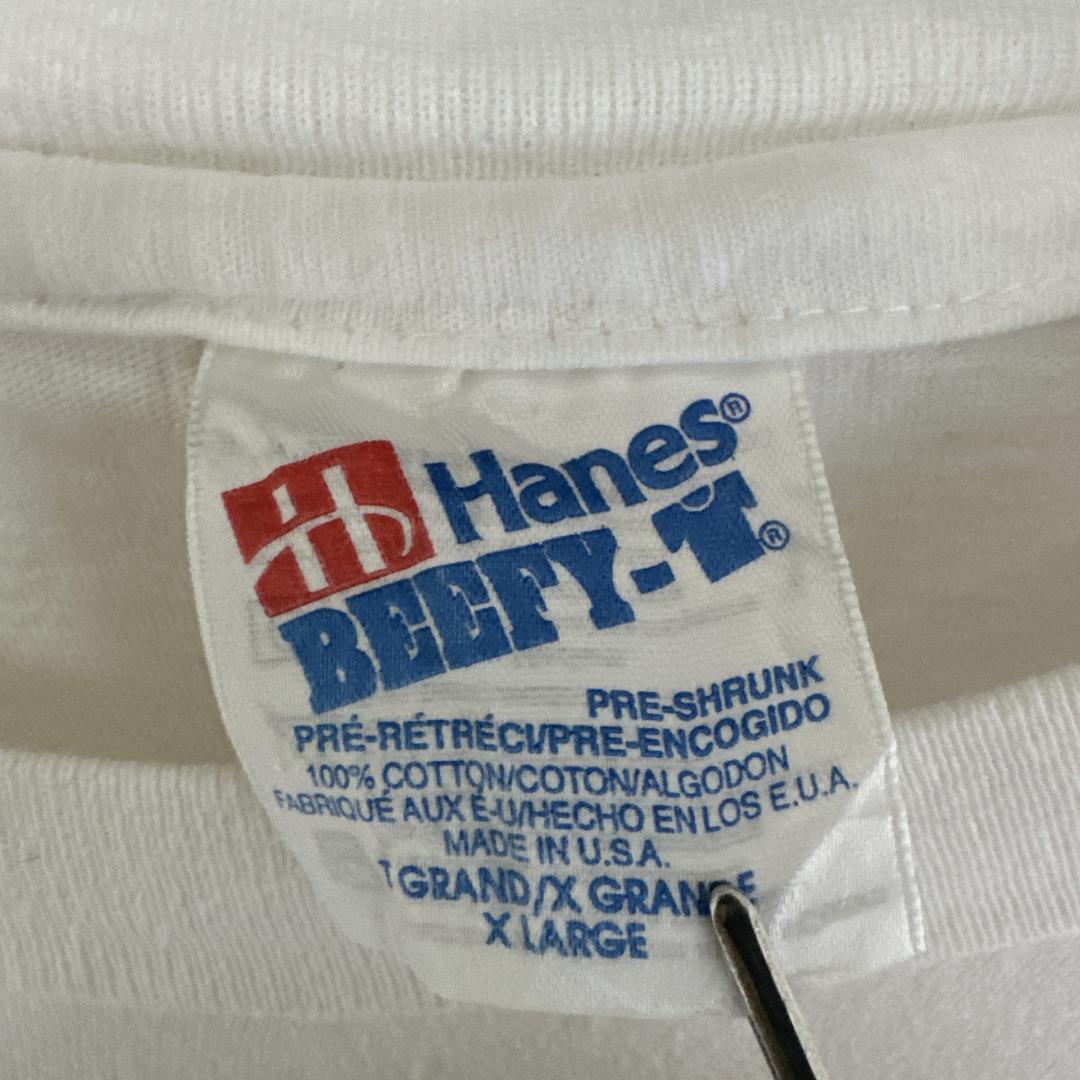 Hanes®
BEEFY-T®
PRE-SHRUNK
PRÉ-RÉTRÉCI/PRE-ENCOGIDO
100% COTTON/COTON/ALGODON
FABRIQUÉ AUX É-U/HECHO EN LOS E.U.A.
MADE IN U.S.A.
T GRAND/X GRANDE
X LARGE